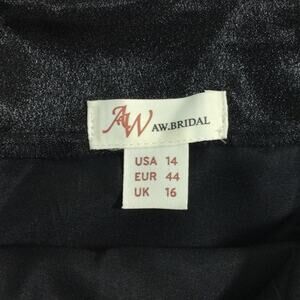 AW AW.BRIDAL
USA 14
EUR 44
UK 16